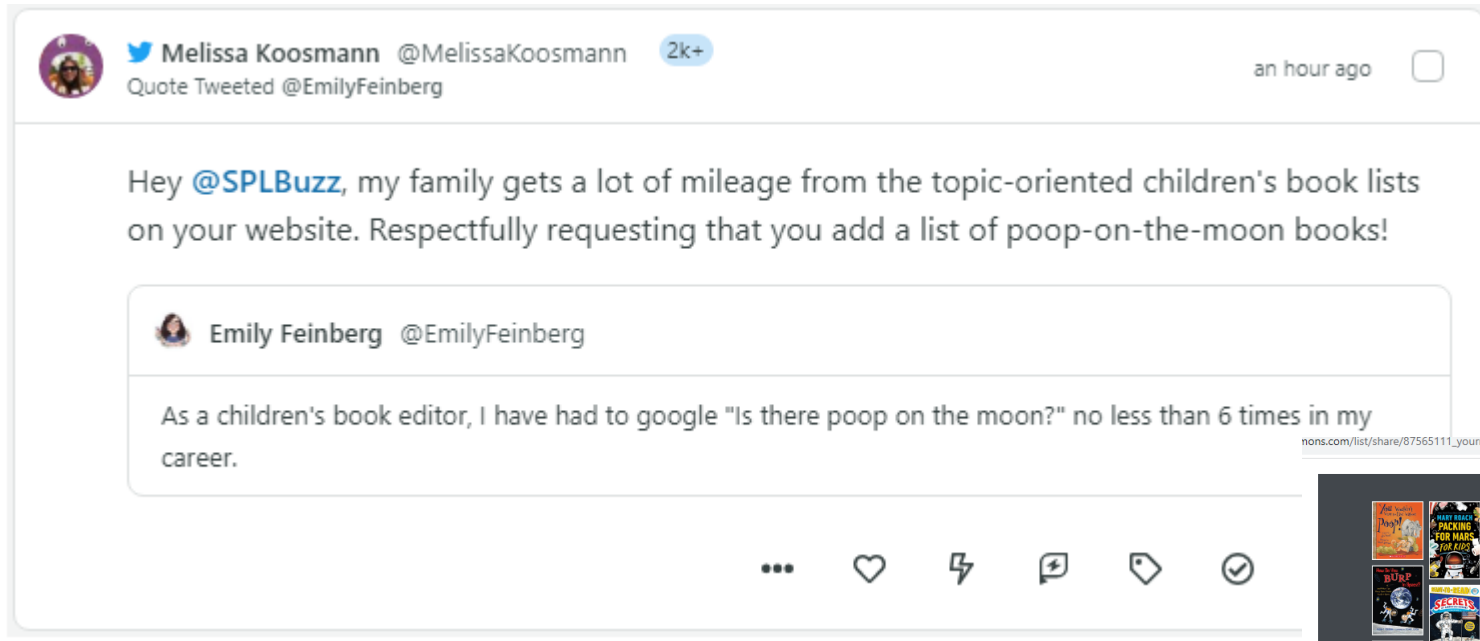 Melissa Koosmann @MelissaKoosmann 2k+
an hour ago
Quote Tweeted @EmilyFeinberg
Hey @SPLBuzz, my family gets a lot of mileage from the topic-oriented children's book lists
on your website. Respectfully requesting that you add a list of poop-on-the-moon books!
Emily Feinberg @EmilyFeinberg
As a children's book editor, I have had to google "Is there poop on the moon?" no less than 6 times in my
career.
mons.com/list/share/87565111_your
Poop!
MARY ROACH
PACKING
FOR MARS
FOR KIDS
BURP
SECRETS